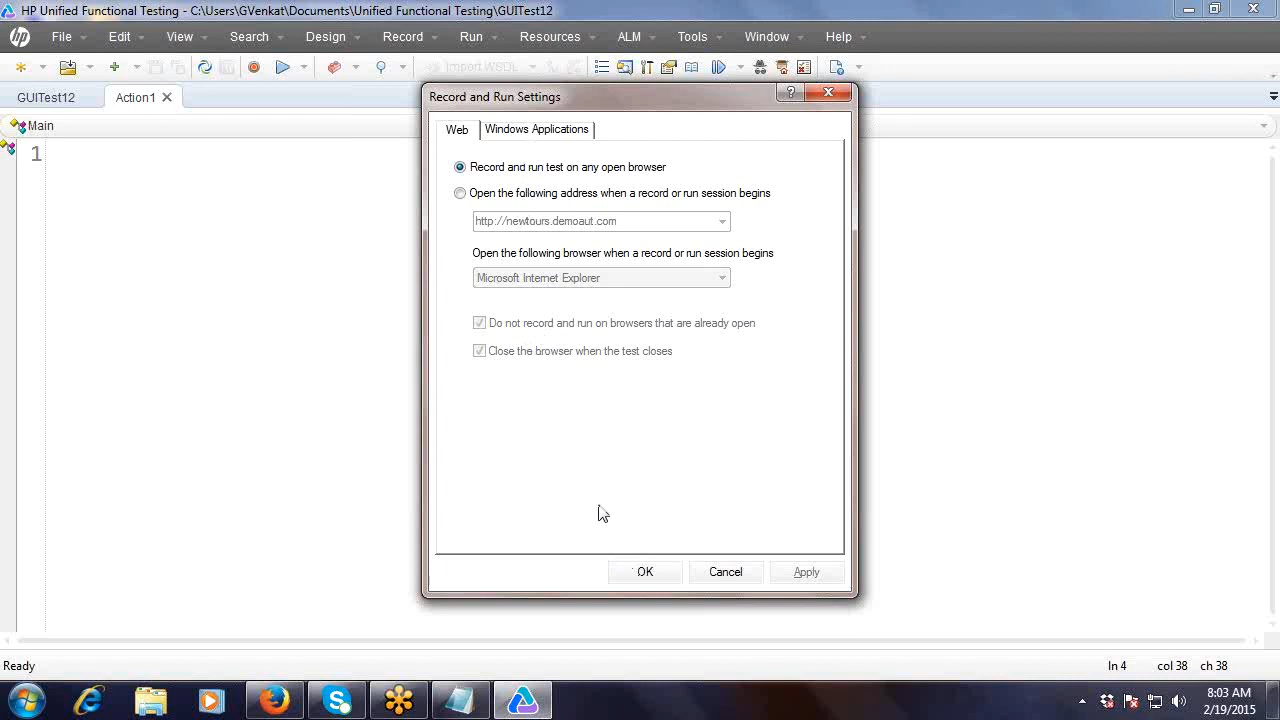 HP Unified Functional Testing - C:\Users\GVenkat\Documents\Unified Functional Testing\GUITest12
hp File Edit View Search Design Record Run Resources ALM Tools Window Help
Import WSDL
GUITest12 Action1
Main
1
Record and Run Settings
Web Windows Applications
Record and run test on any open browser
Open the following address when a record or run session begins
http://newtours.demoaut.com
Open the following browser when a record or run session begins
Microsoft Internet Explorer
Do not record and run on browsers that are already open
Close the browser when the test closes
OK Cancel Apply
Ready ln 4 col 38 ch 38
8:03 AM
2/19/2015